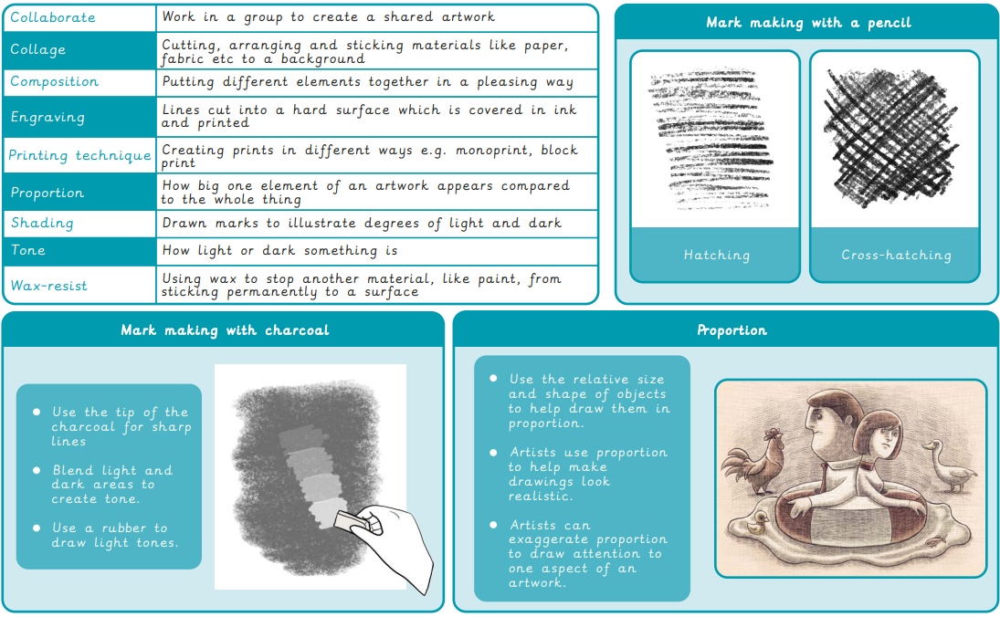 Collaborate
Work in a group to create a shared artwork
Collage
Cutting, arranging and sticking materials like paper,
fabric etc to a background
Composition
Putting different elements together in a pleasing way
Engraving
Lines cut into a hard surface which is covered in ink
and printed
Printing technique
Creating prints in different ways e.g. monoprint, block
print
Proportion
How big one element of an artwork appears compared
to the whole thing
Shading
Drawn marks to illustrate degrees of light and dark
Tone
How light or dark something is
Wax-resist
Using wax to stop another material, like paint, from
sticking permanently to a surface
Mark making with a pencil
Hatching
Cross-hatching
Mark making with charcoal
• Use the tip of the
charcoal for sharp
lines
• Blend light and
dark areas to
create tone.
• Use a rubber to
draw light tones.
Proportion
• Use the relative size
and shape of objects
to help draw them in
proportion.
• Artists use proportion
to help make
drawings look
realistic.
• Artists can
exaggerate proportion
to draw attention to
one aspect of an
artwork.